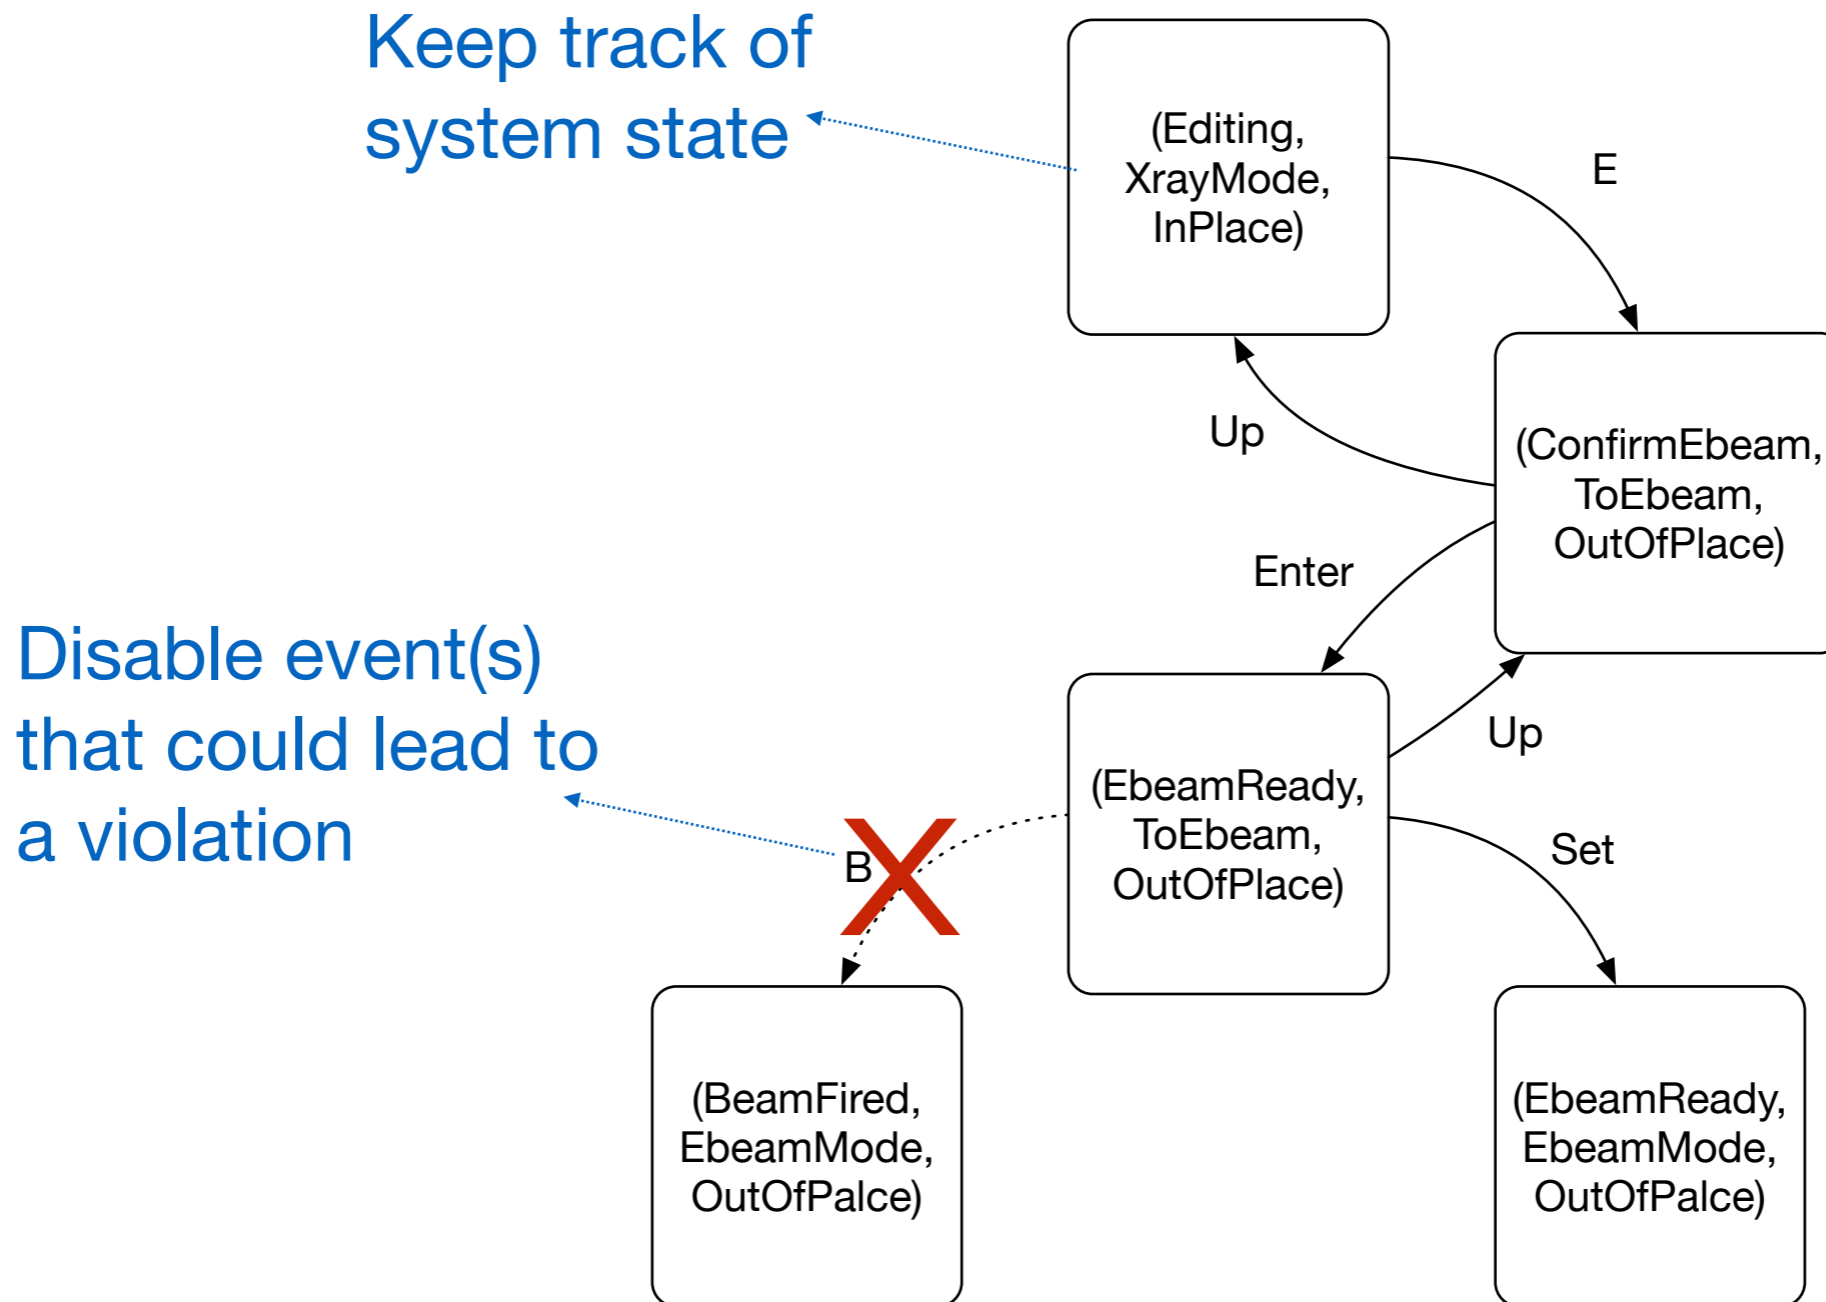 Keep track of
system state
(Editing,
XrayMode,
InPlace)
E
Up
(ConfirmEbeam,
ToEbeam,
OutOfPlace)
Enter
Disable event(s)
that could lead to
a violation
Up
(EbeamReady,
ToEbeam,
OutOfPlace)
B
Set
(BeamFired,
EbeamMode,
OutOfPalce)
(EbeamReady,
EbeamMode,
OutOfPalce)